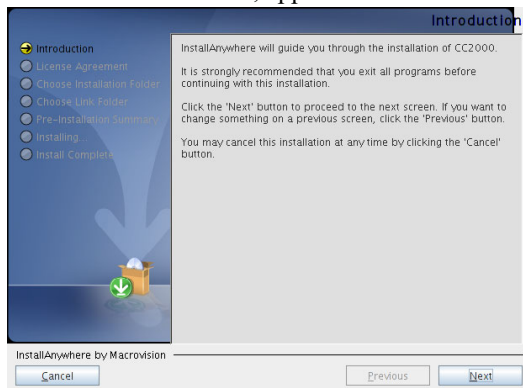 Introduction
Introduction
License Agreement
Choose Installation Folder
Choose Link Folder
Pre-Installation Summary
Installing...
Install Complete
InstallAnywhere will guide you through the installation of CC2000.
It is strongly recommended that you exit all programs before
continuing with this installation.
Click the 'Next' button to proceed to the next screen. If you want to
change something on a previous screen, click the 'Previous' button.
You may cancel this installation at any time by clicking the 'Cancel'
button.
InstallAnywhere by Macrovision
Cancel
Previous
Next